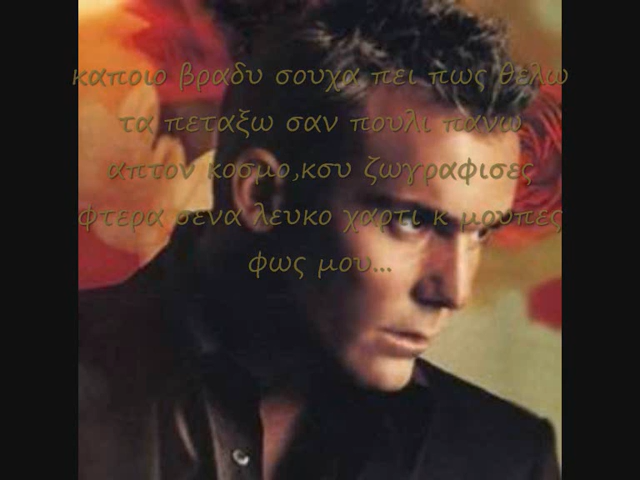 καποιο βραδυ σουχα πει πως θελω
τα πεταξω σαν πουλι πανω
απτον κοσμο,κσυ ζωγραφισες
φτερα σενα λευκο χαρτι κ μουπες
φως μου...